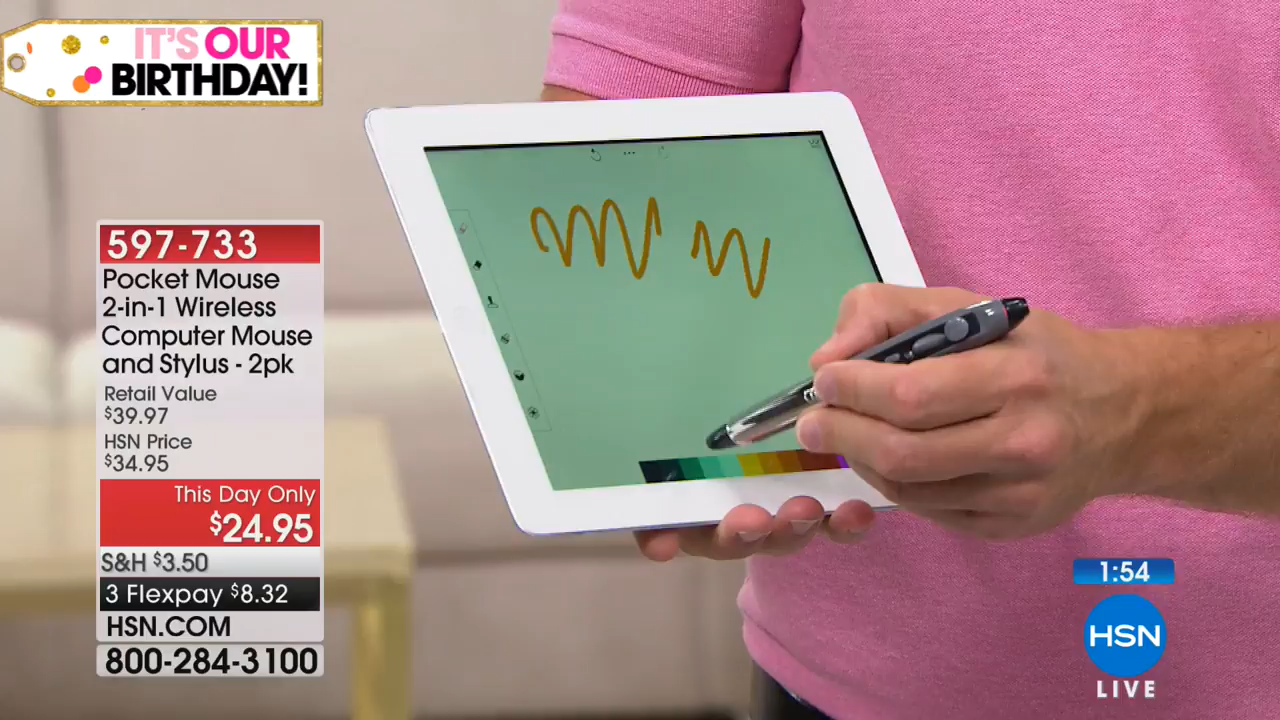 IT'S OUR
BIRTHDAY!
597-733
Pocket Mouse
2-in-1 Wireless
Computer Mouse
and Stylus - 2pk
Retail Value
$39.97
HSN Price
$34.95
This Day Only
$24.95
S&H $3.50
3 Flexpay $8.32
HSN.COM
800-284-3100
1:54
HSN
LIVE